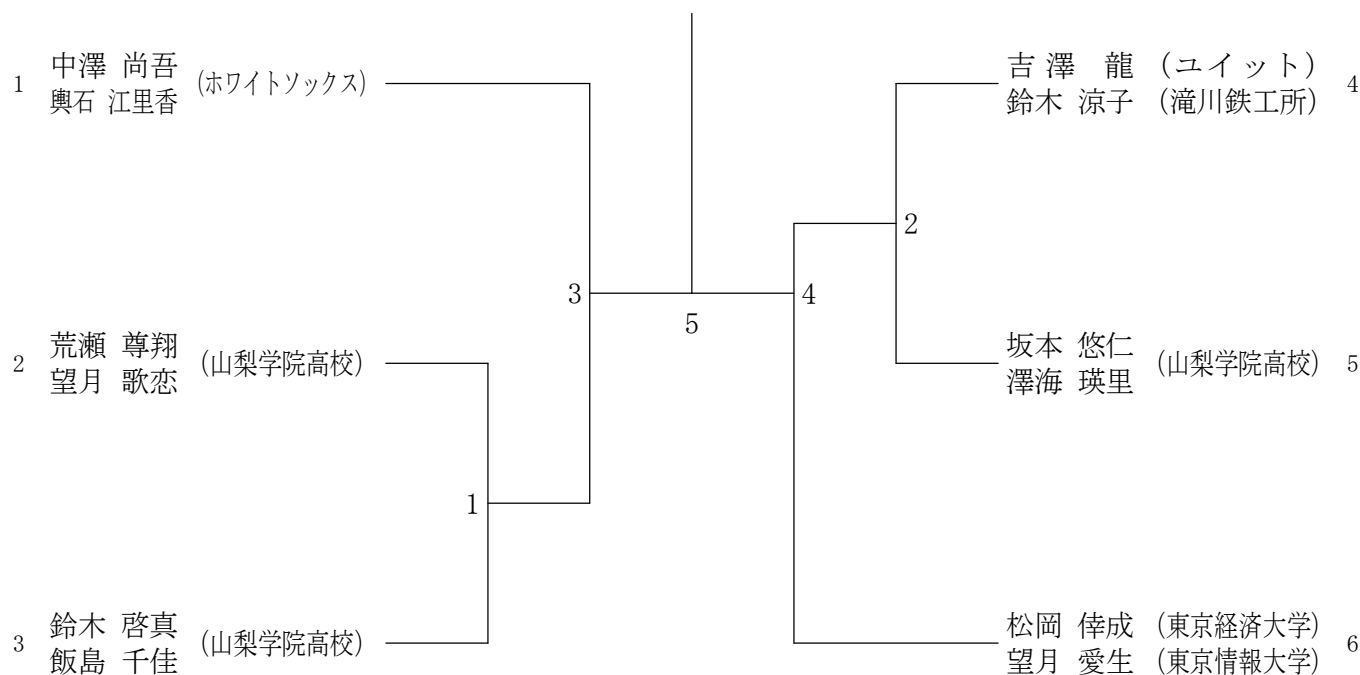 1 中澤 尚吾 (ホワイトソックス)
輿石 江里香
2 荒瀬 尊翔 (山梨学院高校)
望月 歌恋
3 鈴木 啓真 (山梨学院高校)
飯島 千佳
1
3
5
4
2
吉澤 龍 (ユイット) 4
鈴木 涼子 (滝川鉄工所)
坂本 悠仁 (山梨学院高校) 5
澤海 瑛里
松岡 倖成 (東京経済大学) 6
望月 愛生 (東京情報大学)